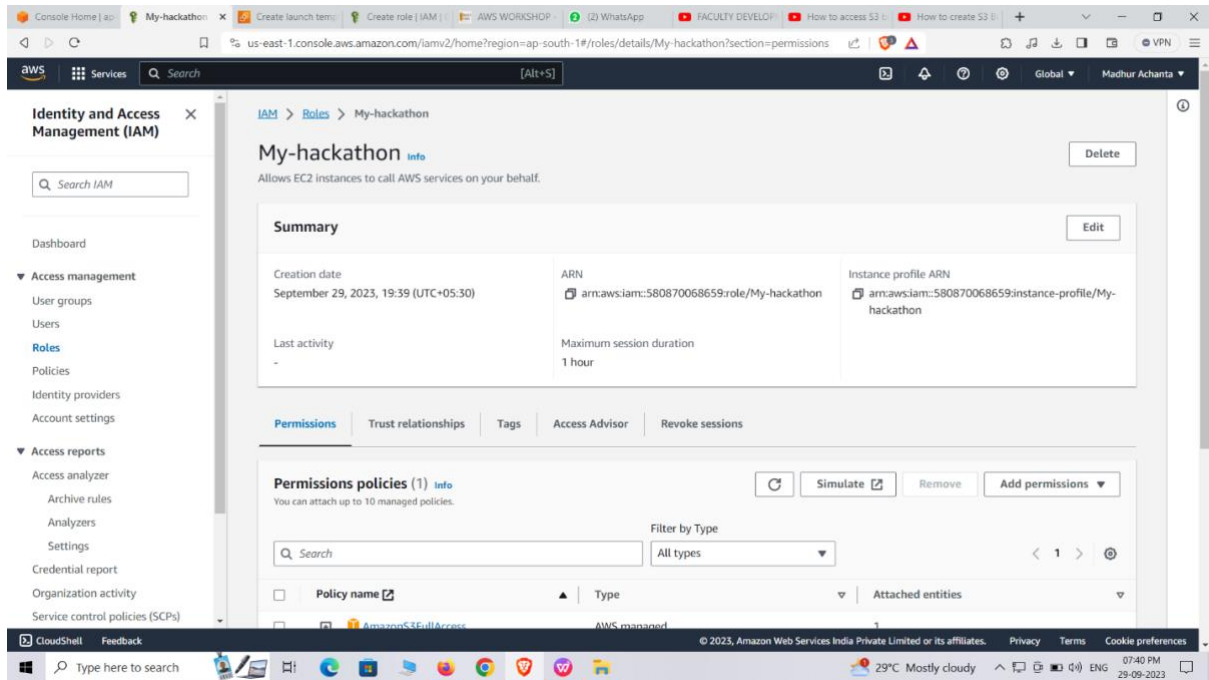 Console Home | ap
My-hackathon
Create launch temp
Create role | IAM |
AWS WORKSHOP -
(2) WhatsApp
FACULTY DEVELOP
How to access S3 b
How to create S3 B
us-east-1.console.aws.amazon.com/iamv2/home?region=ap-south-1#/roles/details/My-hackathon?section=permissions
VPN
aws
Services
Search
[Alt+S]
Global
Madhur Achanta
Identity and Access
Management (IAM)
Search IAM
Dashboard
Access management
User groups
Users
Roles
Policies
Identity providers
Account settings
Access reports
Access analyzer
Archive rules
Analyzers
Settings
Credential report
Organization activity
Service control policies (SCPs)
IAM > Roles > My-hackathon
My-hackathon Info
Delete
Allows EC2 instances to call AWS services on your behalf.
Summary
Edit
Creation date
September 29, 2023, 19:39 (UTC+05:30)
ARN
arn:aws:iam::580870068659:role/My-hackathon
Instance profile ARN
arn:aws:iam::580870068659:instance-profile/My-
hackathon
Last activity
-
Maximum session duration
1 hour
Permissions
Trust relationships
Tags
Access Advisor
Revoke sessions
Permissions policies (1) Info
You can attach up to 10 managed policies.
Simulate
Remove
Add permissions
Filter by Type
Search
All types
1
Policy name
Type
Attached entities
AmazonS3FullAccess
AWS managed
1
CloudShell
Feedback
© 2023, Amazon Web Services India Private Limited or its affiliates.
Privacy
Terms
Cookie preferences
Type here to search
29°C Mostly cloudy
ENG
07:40 PM
29-09-2023